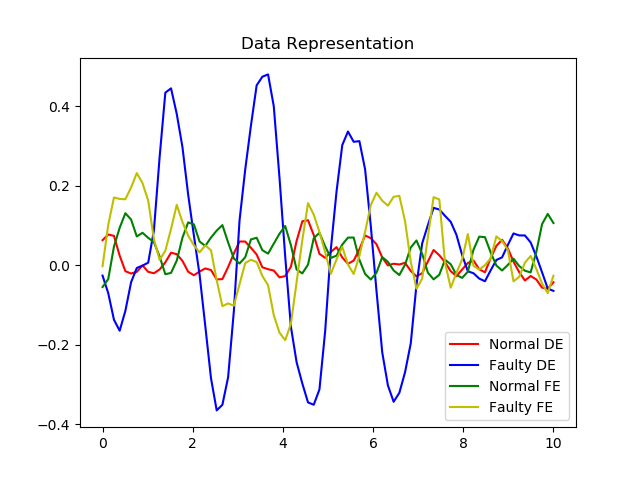 Data Representation
0.4
0.2
0.0
−0.2
−0.4
0 2 4 6 8 10
Normal DE
Faulty DE
Normal FE
Faulty FE